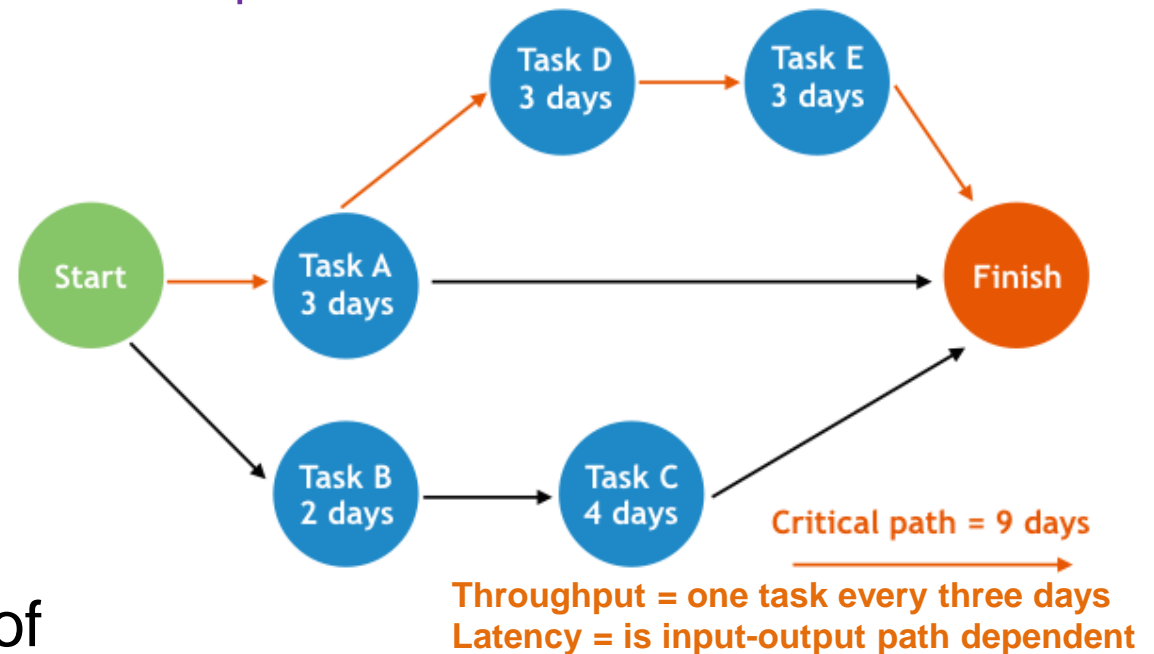 Task D
3 days
Task E
3 days
Start
Task A
3 days
Finish
Task B
2 days
Task C
4 days
Critical path = 9 days
Throughput = one task every three days
of
Latency = is input-output path dependent